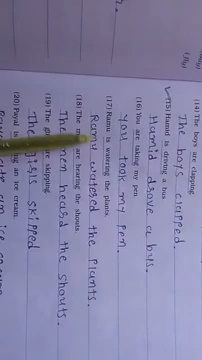 (14) The boys are clapping.
The boys clapped.
(15) Hamid is driving a bus
Hamid drove a bus.
(16) You are taking my pen.
You took my pen.
(17) Ramu is watering the plants.
Ramu watered the plants.
(18) The men are hearing the shouts
The men heard the shouts.
(19) The girls are skipping.
The girls skipped
(20) Payal is an ice cream.